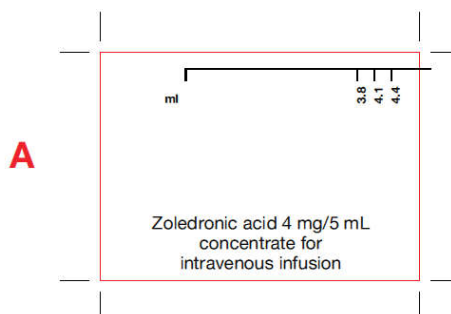 ml
3.8
4.1
4.4
A
Zoledronic acid 4 mg/5 mL
concentrate for
intravenous infusion